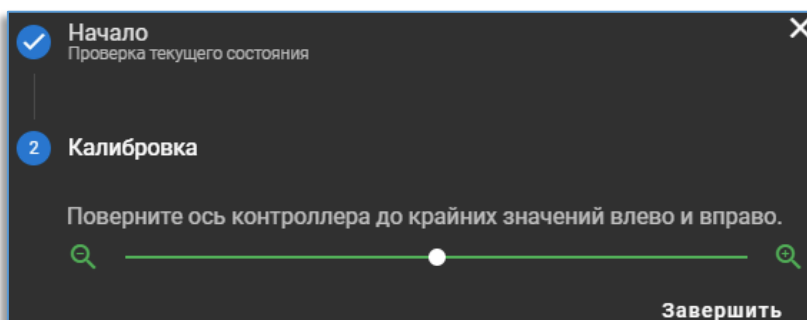 Начало
Проверка текущего состояния
2 Калибровка
Поверните ось контроллера до крайних значений влево и вправо.
Завершить